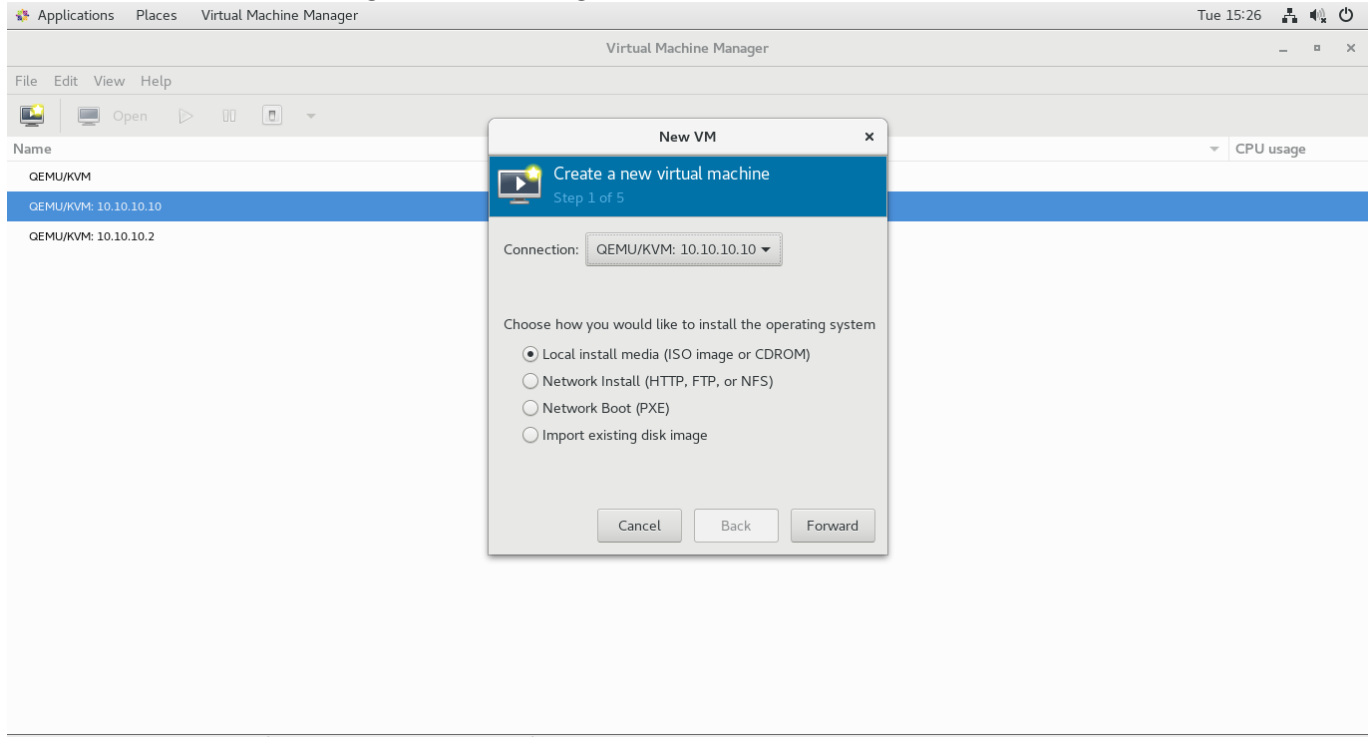 Applications Places Virtual Machine Manager Tue 15:26
Virtual Machine Manager
File Edit View Help
Open
Name CPU usage
QEMU/KVM
QEMU/KVM: 10.10.10.10
QEMU/KVM: 10.10.10.2
New VM
Create a new virtual machine
Step 1 of 5
Connection: QEMU/KVM: 10.10.10.10
Choose how you would like to install the operating system
Local install media (ISO image or CDROM)
Network Install (HTTP, FTP, or NFS)
Network Boot (PXE)
Import existing disk image
Cancel Back Forward